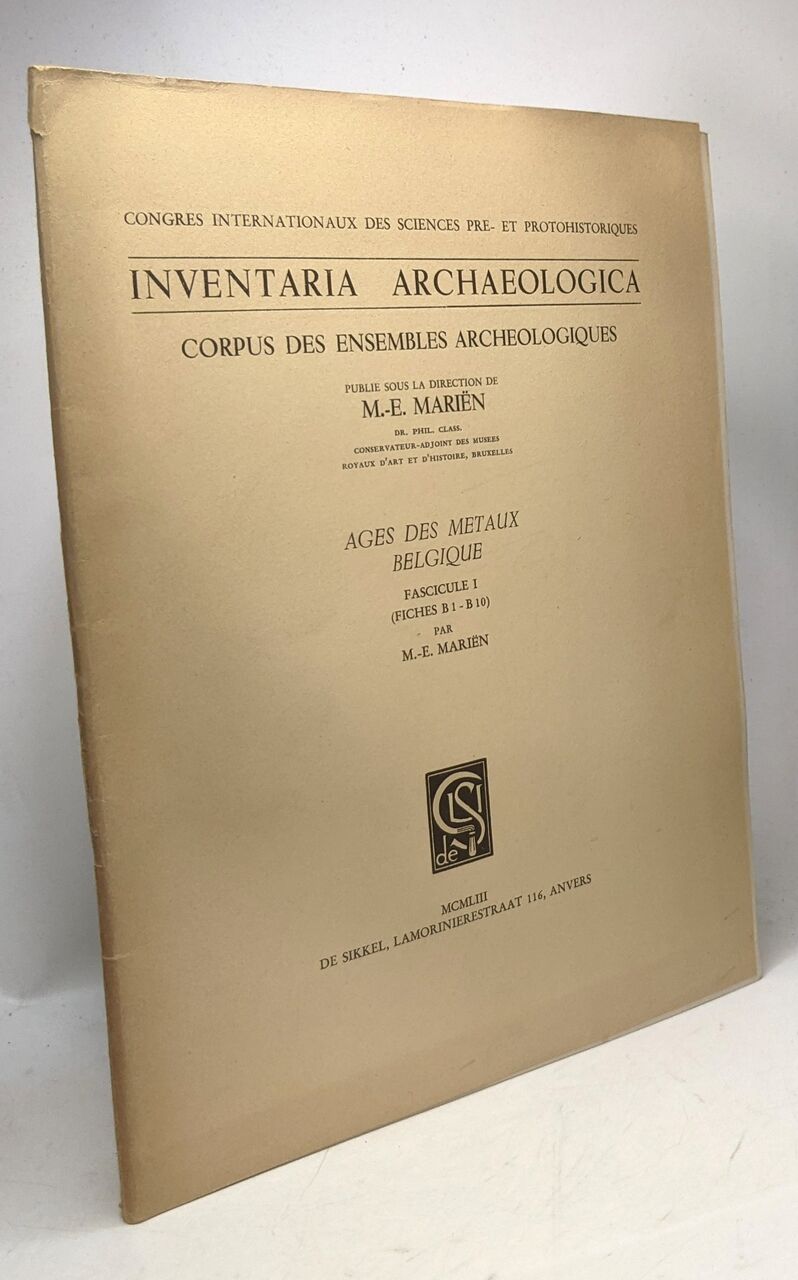 CONGRES INTERNATIONAUX DES SCIENCES PRE- ET PROTOHISTORIQUES
INVENTARIA ARCHAEOLOGICA
CORPUS DES ENSEMBLES ARCHEOLOGIQUES
PUBLIE SOUS LA DIRECTION DE
M.-E. MARIËN
DR. PHIL. CLASS.
CONSERVATEUR-ADJOINT DES MUSEES
ROYAUX D'ART ET D'HISTOIRE, BRUXELLES
AGES DES METAUX
BELGIQUE
FASCICULE I
(FICHES B 1 - B 10)
PAR
M.-E. MARIËN
de
MCMLIII
DE SIKKEL, LAMORINIERESTRAAT 116, ANVERS